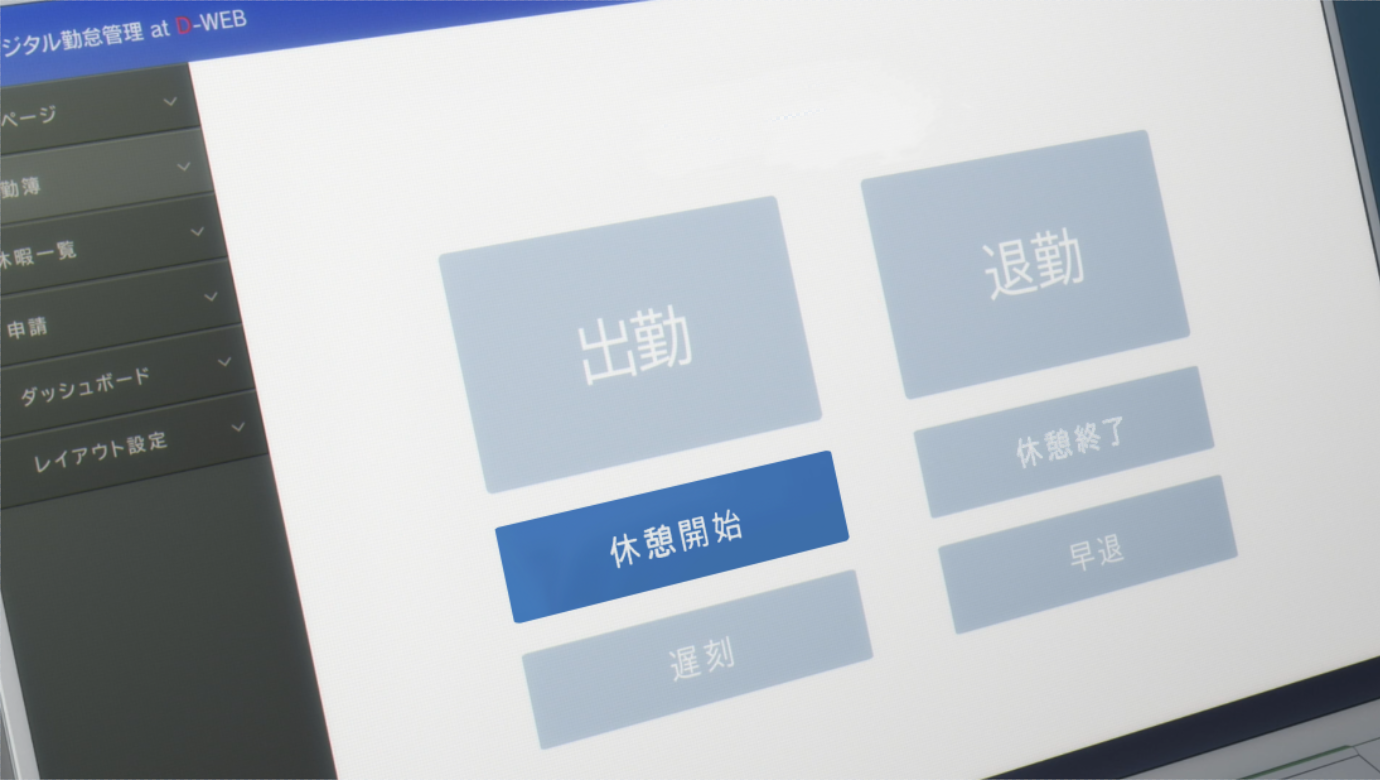 ジタル勤怠管理 at D-WEB
ページ
勤簿
休暇一覧
申請
ダッシュボード
レイアウト設定
出勤
退勤
休憩開始
休憩終了
遅刻
早退